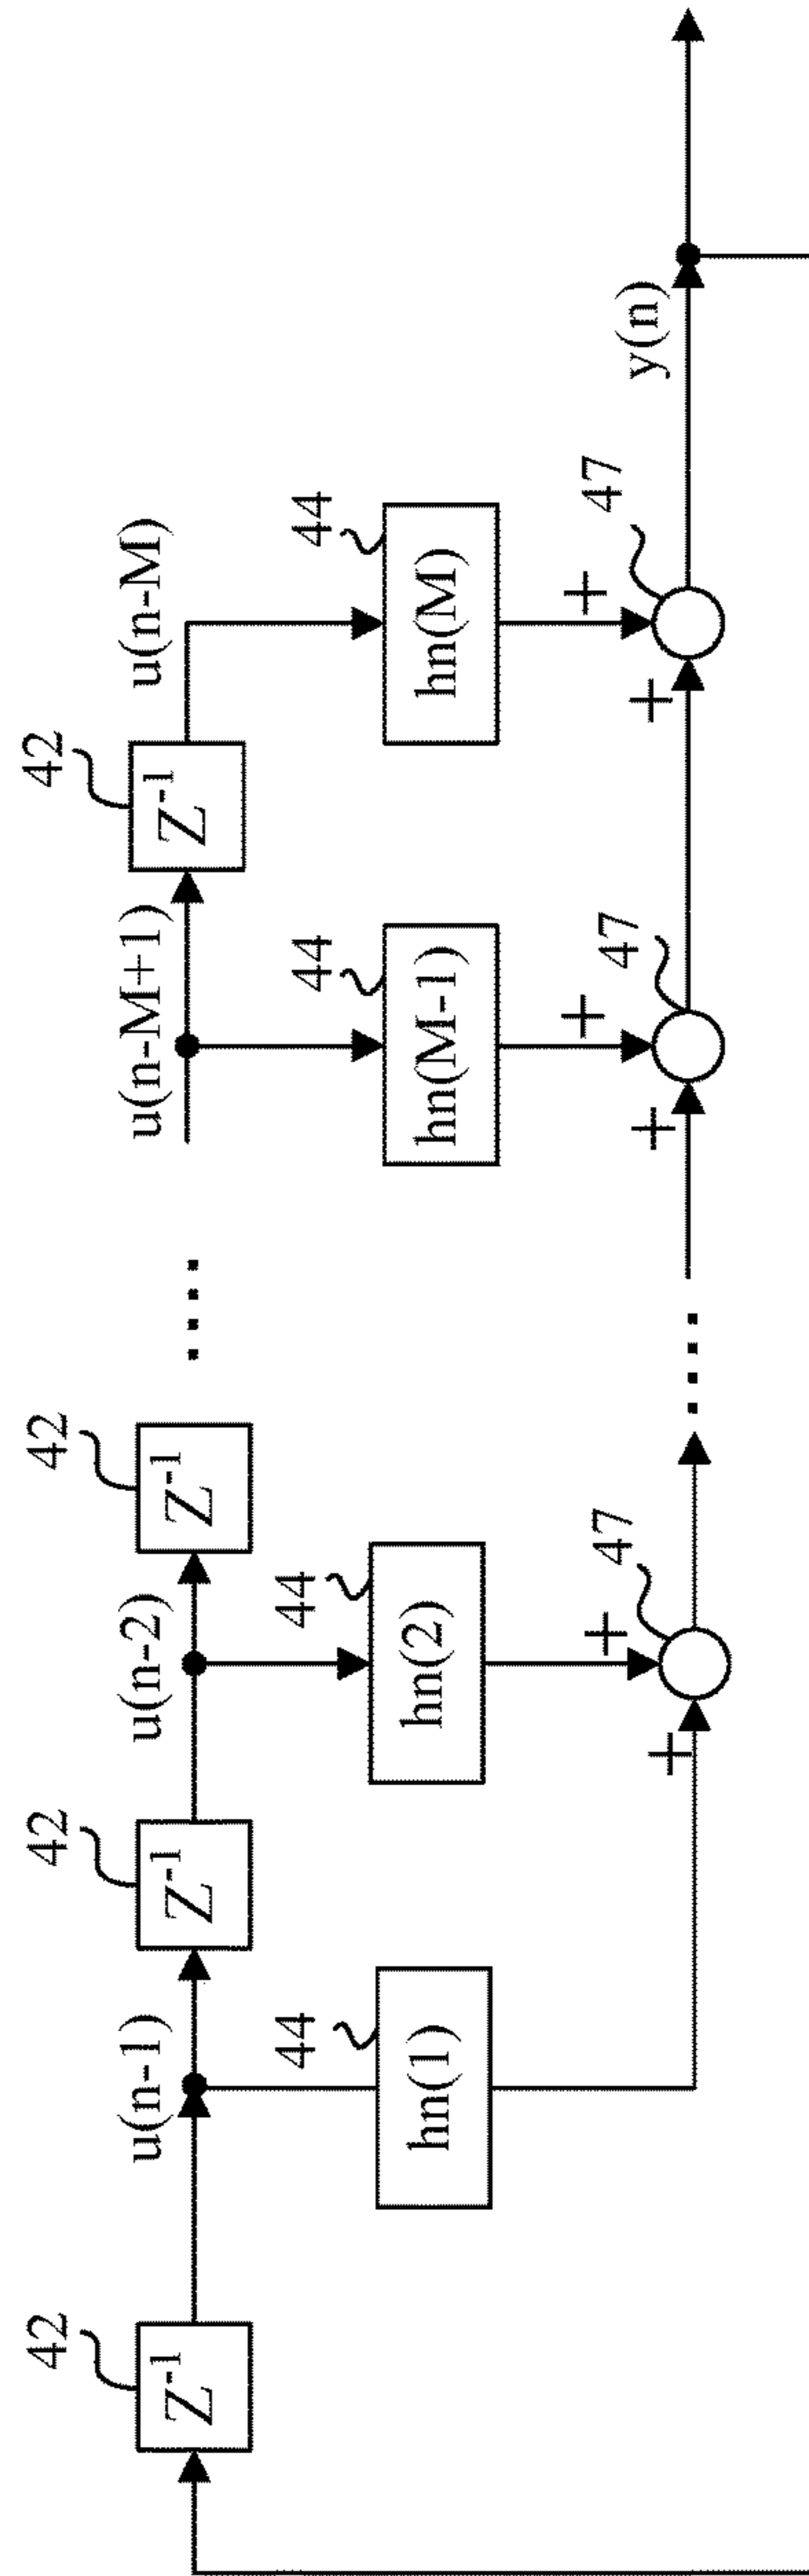 42
42
42
42
Z-1
Z-1
Z-1
Z-1
u(n-1)
u(n-2)
u(n-M+1)
u(n-M)
44
44
44
44
hn(1)
hn(2)
hn(M-1)
hn(M)
+
+
+
+
+
+
47
47
47
y(n)